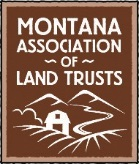 MONTANA
ASSOCIATION
~ OF ~
LAND TRUSTS